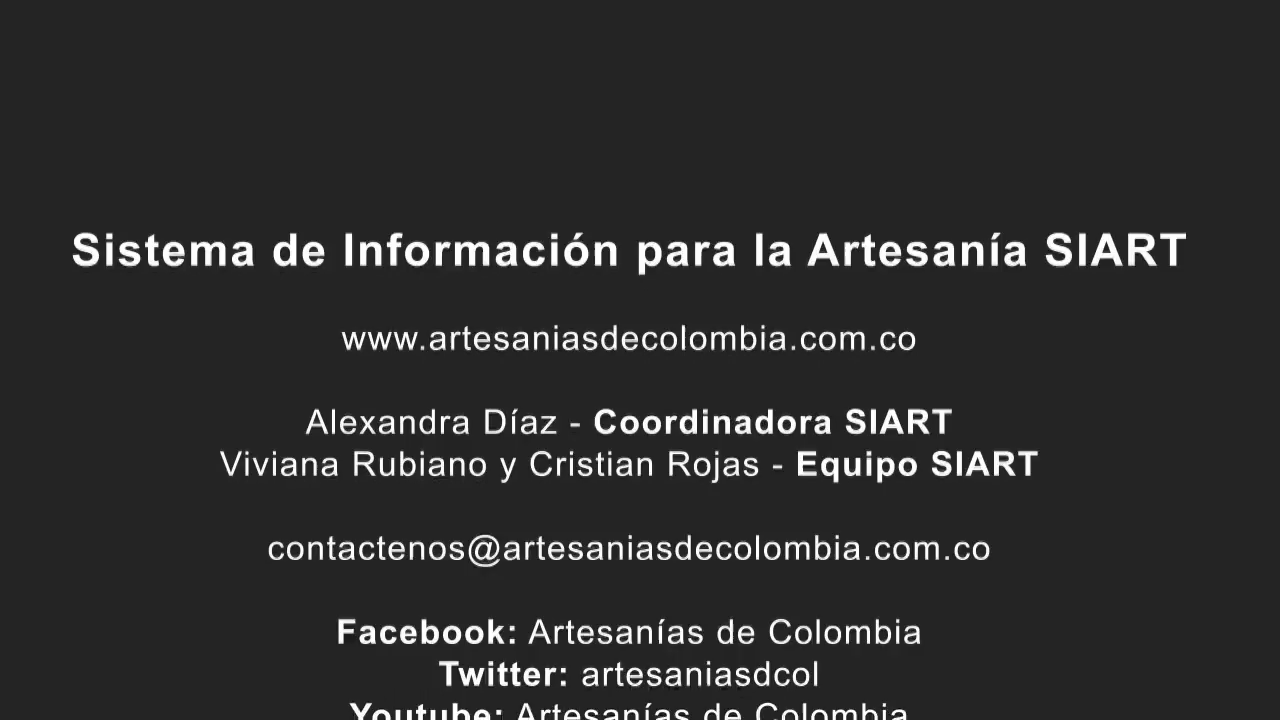 Sistema de Información para la Artesanía SIART
www.artesaniasdecolombia.com.co
Alexandra Díaz - Coordinadora SIART
Viviana Rubiano y Cristian Rojas - Equipo SIART
contactenos@artesaniasdecolombia.com.co
Facebook: Artesanías de Colombia
Twitter: artesaniasdcol
Youtube: Artesanías de Colombia